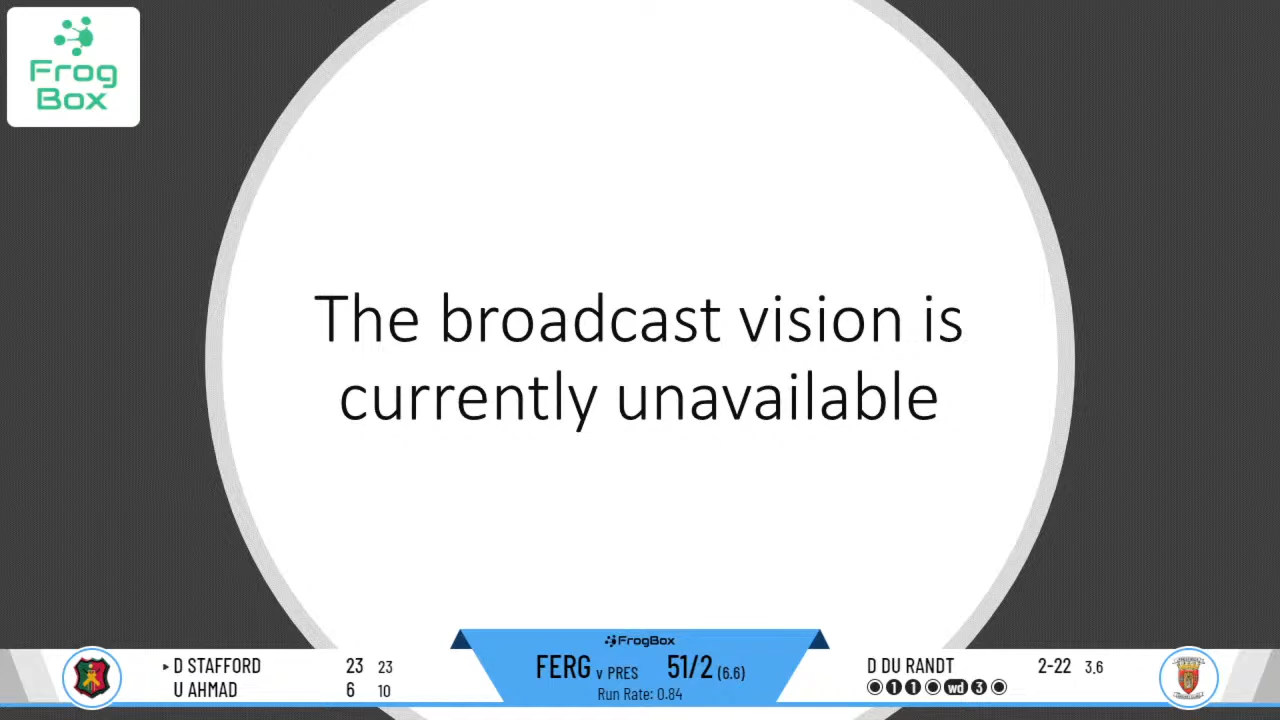 Frog
Box
The broadcast vision is
currently unavailable
FrogBox
D STAFFORD 23 23
U AHMAD 6 10
FERG v PRES 51/2 (6.6)
Run Rate: 0.84
D DU RANDT 2-22 3.6
1 1 wd 3